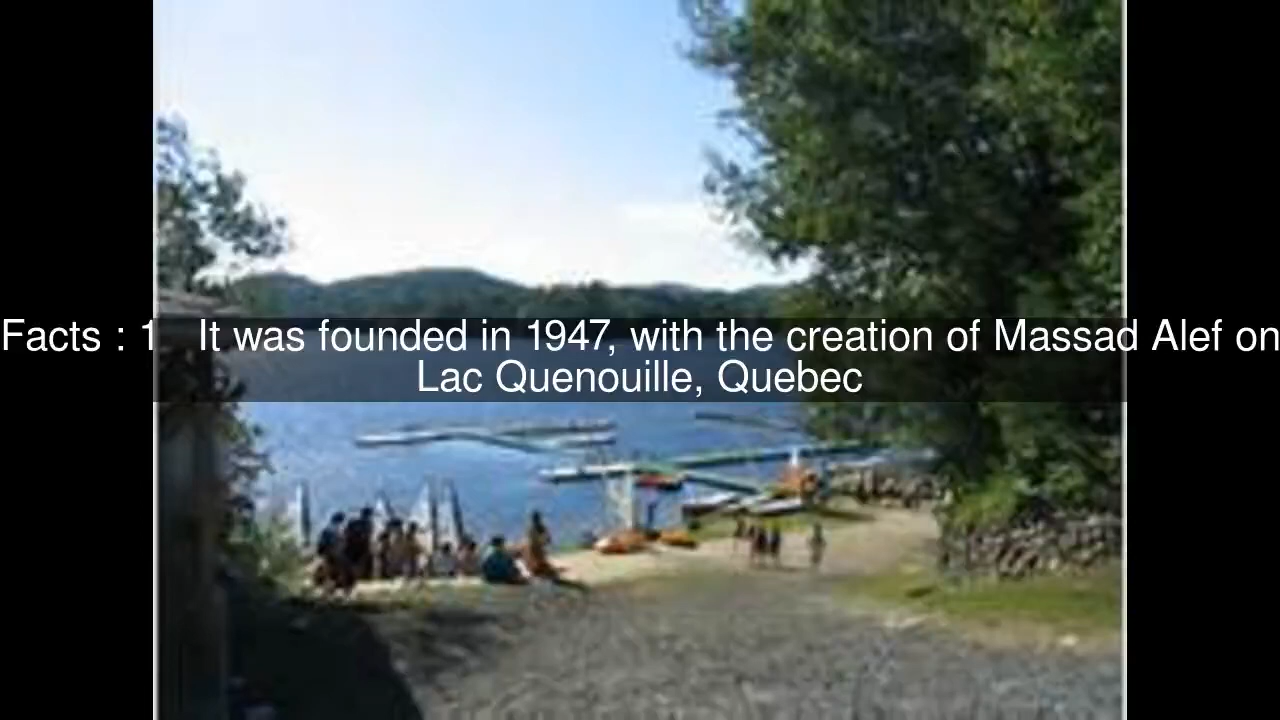 Facts : 1 It was founded in 1947, with the creation of Massad Alef on
Lac Quenouille, Quebec